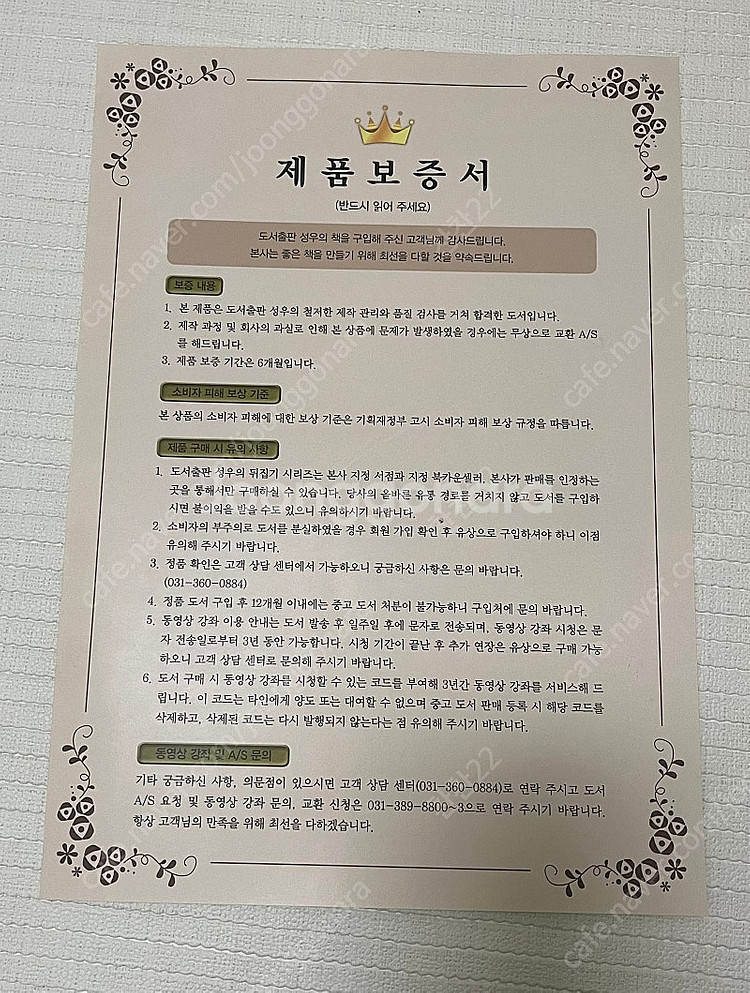 제품보증서
(반드시 읽어 주세요)
도서출판 성우의 책을 구입해 주신 고객님께 감사드립니다.
본사는 좋은 책을 만들기 위해 최선을 다할 것을 약속드립니다.
보증 내용
1. 본 제품은 도서출판 성우의 철저한 제작 관리와 품질 검사를 거쳐 합격한 도서입니다.
2. 제작 과정 및 회사의 과실로 인해 본 상품에 문제가 발생하였을 경우에는 무상으로 교환 A/S
를 해드립니다.
3. 제품 보증 기간은 6개월입니다.
소비자 피해 보상 기준
본 상품의 소비자 피해에 대한 보상 기준은 기획재정부 고시 소비자 피해 보상 규정을 따릅니다.
제품 구매 시 유의 사항
1. 도서출판 성우의 뒤집기 시리즈는 본사 지정 서점과 지정 북카운셀러, 본사가 판매를 인정하는
곳을 통해서만 구매하실 수 있습니다. 당사의 올바른 유통 경로를 거치지 않고 도서를 구입하
시면 불이익을 받을 수도 있으니 유의하시기 바랍니다.
2. 소비자의 부주의로 도서를 분실하였을 경우 회원 가입 확인 후 유상으로 구입하셔야 하니 이점
유의해 주시기 바랍니다.
3. 정품 확인은 고객 상담 센터에서 가능하오니 궁금하신 사항은 문의 바랍니다.
(031-360-0884)
4. 정품 도서 구입 후 12개월 이내에는 중고 도서 처분이 불가능하니 구입처에 문의 바랍니다.
5. 동영상 강좌 이용 안내는 도서 발송 후 일주일 후에 문자로 전송되며, 동영상 강좌 시청은 문
자 전송일로부터 3년 동안 가능합니다. 시청 기간이 끝난 후 추가 연장은 유상으로 구매 가능
하오니 고객 상담 센터로 문의해 주시기 바랍니다.
6. 도서 구매 시 동영상 강좌를 시청할 수 있는 코드를 부여해 3년간 동영상 강좌를 서비스해 드
립니다. 이 코드는 타인에게 양도 또는 대여할 수 없으며 중고 도서 판매 등록 시 해당 코드를
삭제하고, 삭제된 코드는 다시 발행되지 않는다는 점 유의해 주시기 바랍니다.
동영상 강좌 및 A/S 문의
기타 궁금하신 사항, 의문점이 있으시면 고객 상담 센터(031-360-0884)로 연락 주시고 도서
A/S 요청 및 동영상 강좌 문의, 교환 신청은 031-389-8800~3으로 연락 주시기 바랍니다.
항상 고객님의 만족을 위해 최선을 다하겠습니다.